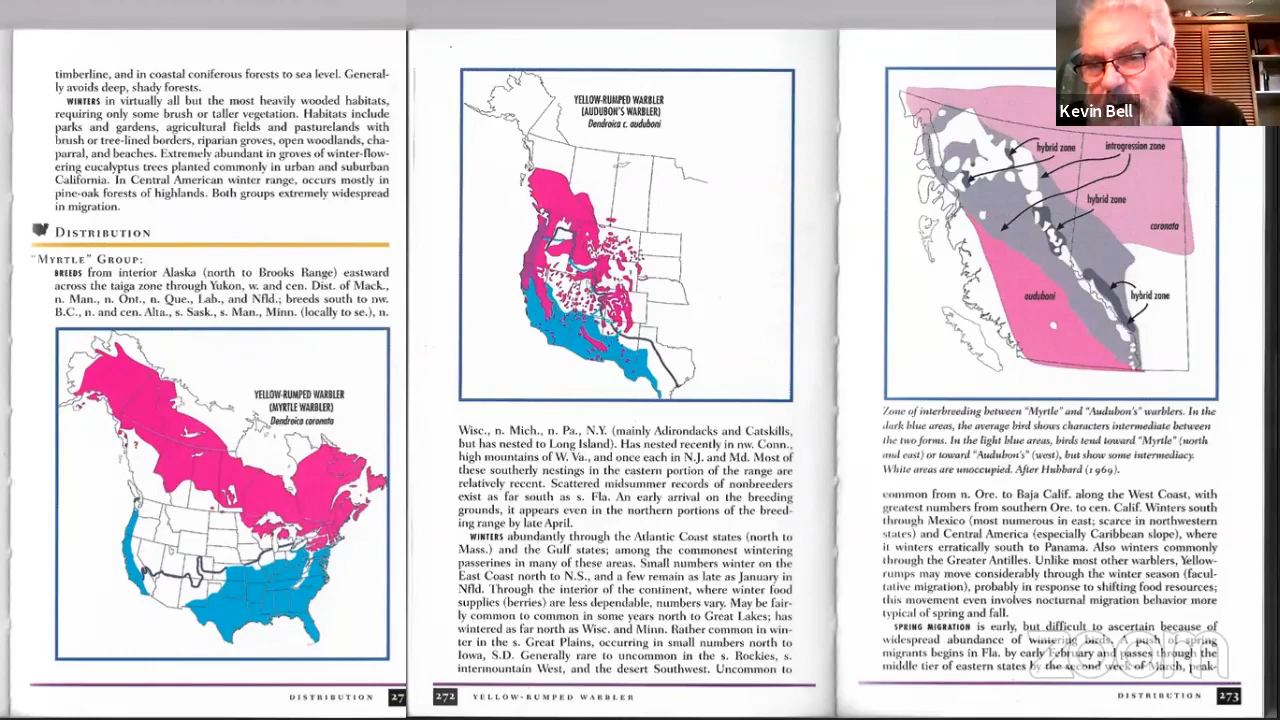 timberline, and in coastal coniferous forests to sea level. General-
ly avoids deep, shady forests.
WINTERS in virtually all but the most heavily wooded habitats,
requiring only some brush or taller vegetation. Habitats include
parks and gardens, agricultural fields and pasturelands with
brush or tree-lined borders, riparian groves, open woodlands, cha-
parral, and beaches. Extremely abundant in groves of winter-flow-
ering eucalyptus trees planted commonly in urban and suburban
California. In Central American winter range, occurs mostly in
pine-oak forests of highlands. Both groups extremely widespread
in migration.
DISTRIBUTION
"MYRTLE" GROUP:
BREEDS from interior Alaska (north to Brooks Range) eastward
across the taiga zone through Yukon, w. and cen. Dist. of Mack.,
n. Man., n. Ont., n. Que., Lab., and Nfld.; breeds south to nw.
B.C., n. and cen. Alta., s. Sask., s. Man., Minn. (locally to se.), n.
YELLOW-RUMPED WARBLER
(MYRTLE WARBLER)
Dendroica coronata
DISTRIBUTION 27
YELLOW-RUMPED WARBLER
(AUDUBON'S WARBLER)
Dendroica c. auduboni
Wisc., n. Mich., n. Pa., N.Y. (mainly Adirondacks and Catskills,
but has nested to Long Island). Has nested recently in nw. Conn.,
high mountains of W. Va., and once each in N.J. and Md. Most of
these southerly nestings in the eastern portion of the range are
relatively recent. Scattered midsummer records of nonbreeders
exist as far south as s. Fla. An early arrival on the breeding
grounds, it appears even in the northern portions of the breed-
ing range by late April.
WINTERS abundantly through the Atlantic Coast states (north to
Mass.) and the Gulf states; among the commonest wintering
passerines in many of these areas. Small numbers winter on the
East Coast north to N.S., and a few remain as late as January in
Nfld. Through the interior of the continent, where winter food
supplies (berries) are less dependable, numbers vary. May be fair-
ly common to common in some years north to Great Lakes; has
wintered as far north as Wisc. and Minn. Rather common in win-
ter in the s. Great Plains, occurring in small numbers north to
Iowa, S.D. Generally rare to uncommon in the s. Rockies, s.
intermountain West, and the desert Southwest. Uncommon to
272 YELLOW-RUMPED WARBLER
Kevin Bell
hybrid zone
introgression zone
hybrid zone
coronata
auduboni
hybrid zone
Zone of interbreeding between "Myrtle" and "Audubon's" warblers. In the
dark blue areas, the average bird shows characters intermediate between
the two forms. In the light blue areas, birds tend toward "Myrtle" (north
and east) or toward "Audubon's" (west), but show some intermediacy.
White areas are unoccupied. After Hubbard (1969).
common from n. Ore. to Baja Calif. along the West Coast, with
greatest numbers from southern Ore. to cen. Calif. Winters south
through Mexico (most numerous in east; scarce in northwestern
states) and Central America (especially Caribbean slope), where
it winters erratically south to Panama. Also winters commonly
through the Greater Antilles. Unlike most other warblers, Yellow-
rumps may move considerably through the winter season (facul-
tative migration), probably in response to shifting food resources;
this movement even involves nocturnal migration behavior more
typical of spring and fall.
SPRING MIGRATION is early, but difficult to ascertain because of
widespread abundance of wintering birds. A push of spring
migrants begins in Fla. by early February and passes through the
middle tier of eastern states by the second week of March, peak-
zoom
DISTRIBUTION 273